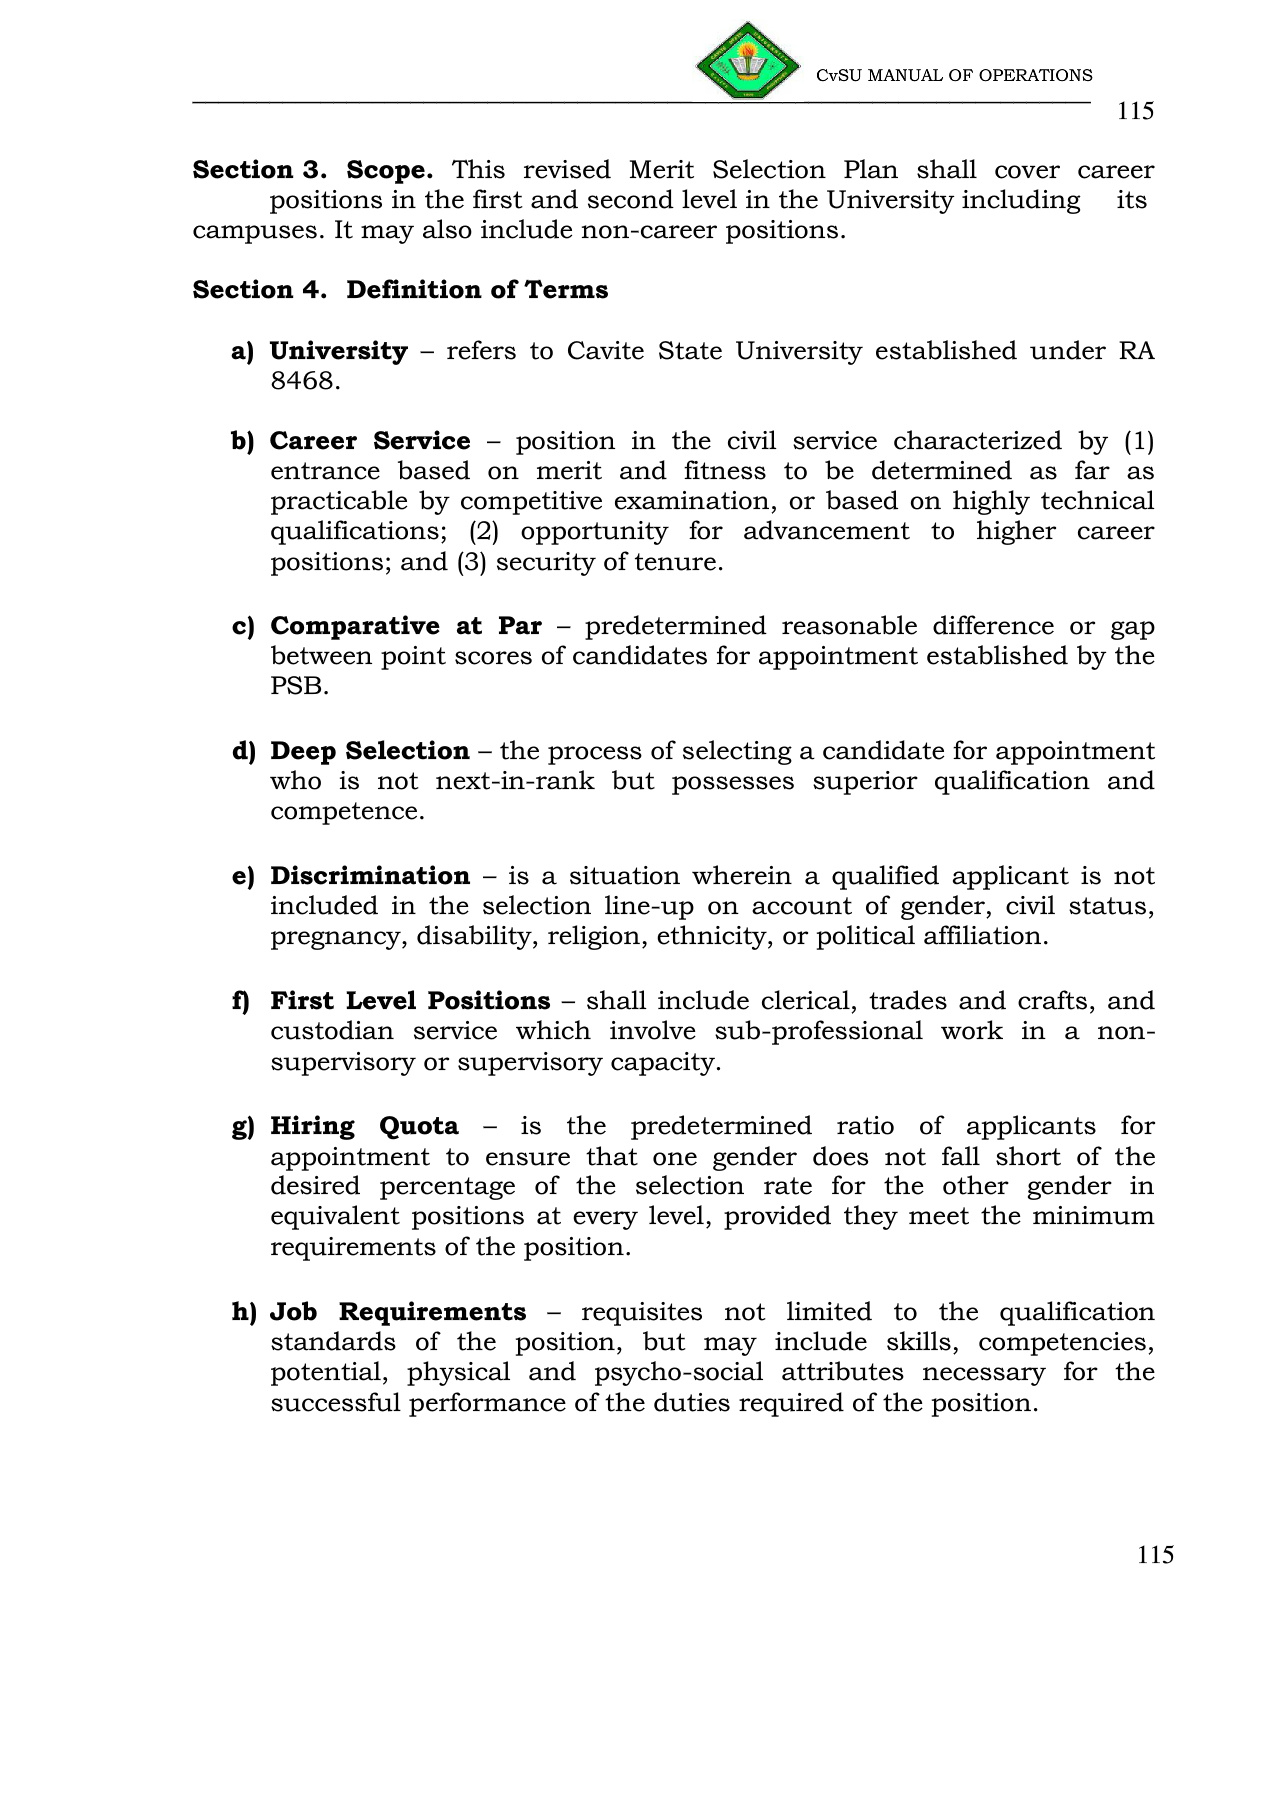 CvSU MANUAL OF OPERATIONS
115
Section 3. Scope. This revised Merit Selection Plan shall cover career
positions in the first and second level in the University including its
campuses. It may also include non-career positions.
Section 4. Definition of Terms
a) University – refers to Cavite State University established under RA
8468.
b) Career Service – position in the civil service characterized by (1)
entrance based on merit and fitness to be determined as far as
practicable by competitive examination, or based on highly technical
qualifications; (2) opportunity for advancement to higher career
positions; and (3) security of tenure.
c) Comparative at Par – predetermined reasonable difference or gap
between point scores of candidates for appointment established by the
PSB.
d) Deep Selection – the process of selecting a candidate for appointment
who is not next-in-rank but possesses superior qualification and
competence.
e) Discrimination – is a situation wherein a qualified applicant is not
included in the selection line-up on account of gender, civil status,
pregnancy, disability, religion, ethnicity, or political affiliation.
f) First Level Positions – shall include clerical, trades and crafts, and
custodian service which involve sub-professional work in a non-
supervisory or supervisory capacity.
g) Hiring Quota – is the predetermined ratio of applicants for
appointment to ensure that one gender does not fall short of the
desired percentage of the selection rate for the other gender in
equivalent positions at every level, provided they meet the minimum
requirements of the position.
h) Job Requirements – requisites not limited to the qualification
standards of the position, but may include skills, competencies,
potential, physical and psycho-social attributes necessary for the
successful performance of the duties required of the position.
115